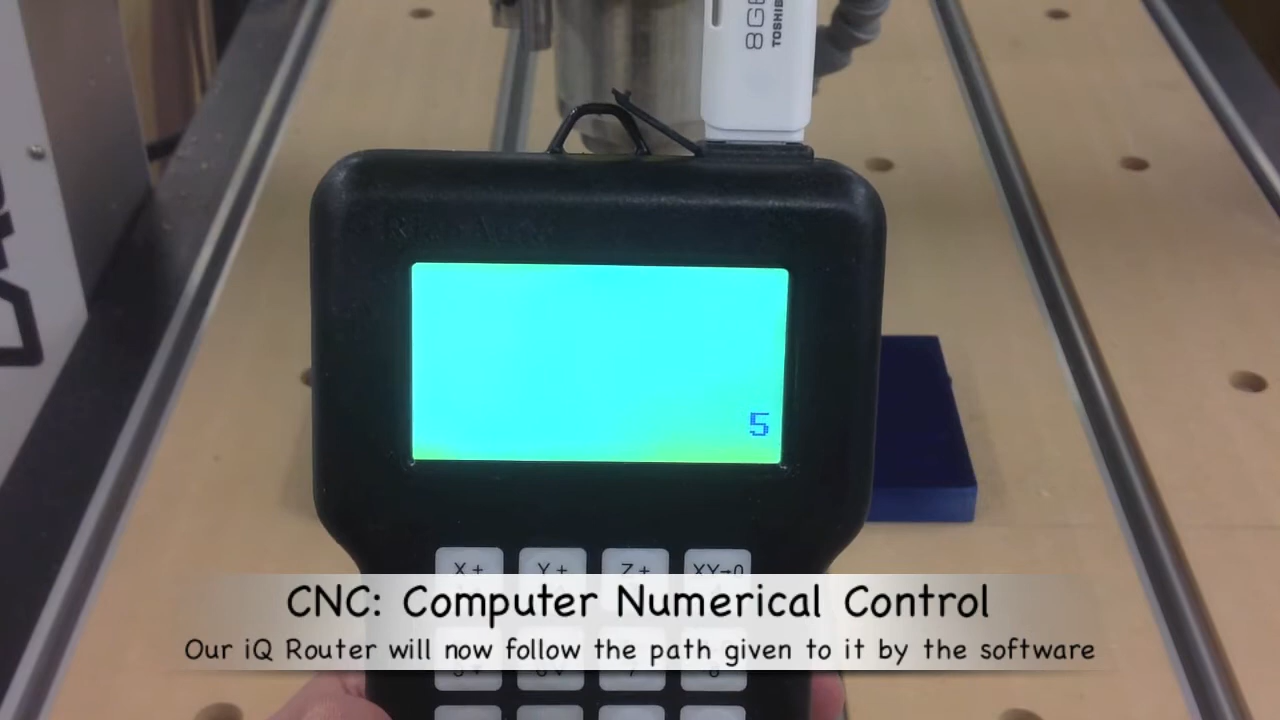 8GB
TOSHIBA
5
X+ Y+ Z+ XY→0
CNC: Computer Numerical Control
Our iQ Router will now follow the path given to it by the software